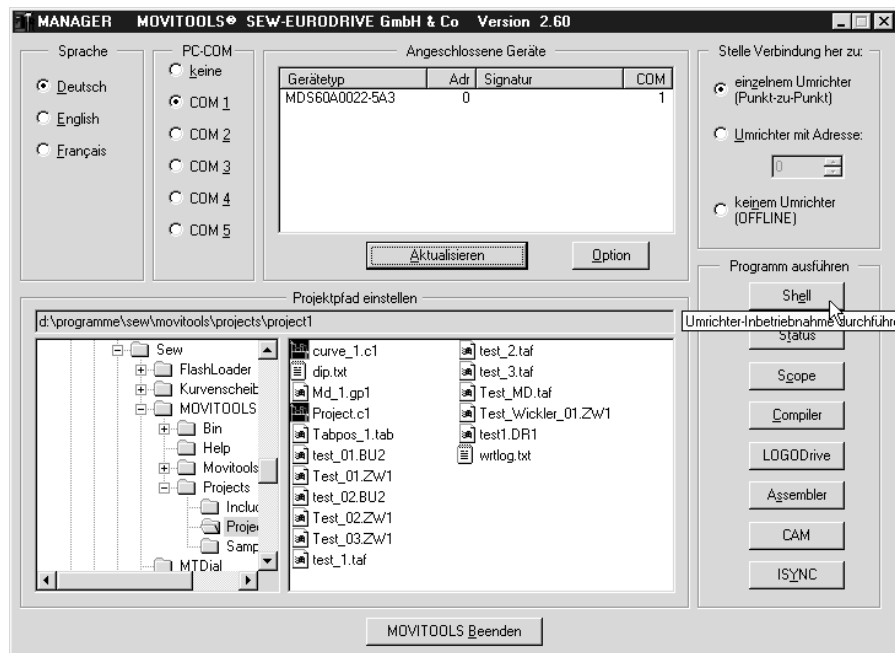 MANAGER MOVITOOLS® SEW-EURODRIVE GmbH & Co Version 2.60
Sprache
Deutsch
English
Français
PC-COM
keine
COM 1
COM 2
COM 3
COM 4
COM 5
Angeschlossene Geräte
Gerätetyp Adr Signatur COM
MDS60A0022-5A3 0 1
Aktualisieren Option
Stelle Verbindung her zu:
einzelnem Umrichter
(Punkt-zu-Punkt)
Umrichter mit Adresse:
0
keinem Umrichter
(OFFLINE)
Projektpfad einstellen
d:\programme\sew\movitools\projects\project1
Sew
FlashLoader
Kurvenscheib
MOVITOOLS
Bin
Help
Movitools
Projects
Includ
Projec
Samp
MTDial
curve_1.c1
dip.txt
Md_1.gp1
Project.c1
Tabpos_1.tab
test_01.BU2
Test_01.ZW1
test_02.BU2
Test_02.ZW1
Test_03.ZW1
test_1.taf
test_2.taf
test_3.taf
Test_MD.taf
Test_Wickler_01.ZW1
test1.DR1
wrtlog.txt
Programm ausführen
Shell
Umrichter-Inbetriebnahme durchführe
Status
Scope
Compiler
LOGODrive
Assembler
CAM
ISYNC
MOVITOOLS Beenden